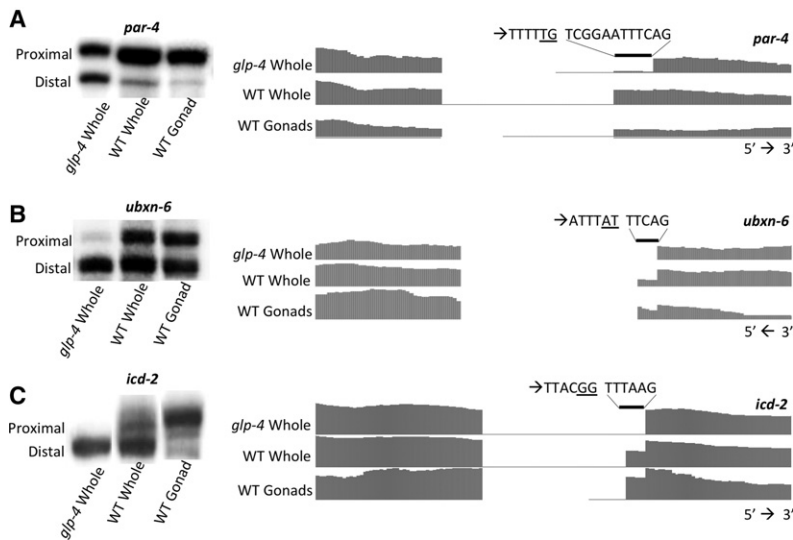 A
par-4
Proximal
Distal
glp-4 Whole
WT Whole
WT Gonad
→TTTTTG TCGGAATTTCAG
par-4
glp-4 Whole
WT Whole
WT Gonads
5' → 3'
B
ubxn-6
Proximal
Distal
glp-4 Whole
WT Whole
WT Gonad
→ATTTAT TTCAG
ubxn-6
glp-4 Whole
WT Whole
WT Gonads
5' ← 3'
C
icd-2
Proximal
Distal
glp-4 Whole
WT Whole
WT Gonad
→TTACGG TTTAAG
icd-2
glp-4 Whole
WT Whole
WT Gonads
5' → 3'